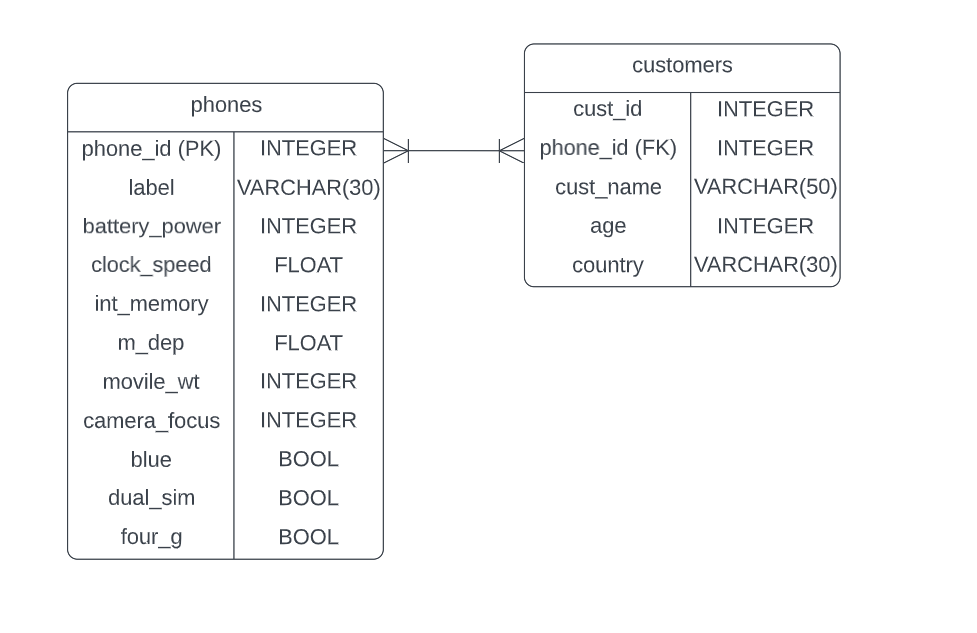 phones
phone_id (PK) INTEGER
label VARCHAR(30)
battery_power INTEGER
clock_speed FLOAT
int_memory INTEGER
m_dep FLOAT
movile_wt INTEGER
camera_focus INTEGER
blue BOOL
dual_sim BOOL
four_g BOOL
customers
cust_id INTEGER
phone_id (FK) INTEGER
cust_name VARCHAR(50)
age INTEGER
country VARCHAR(30)